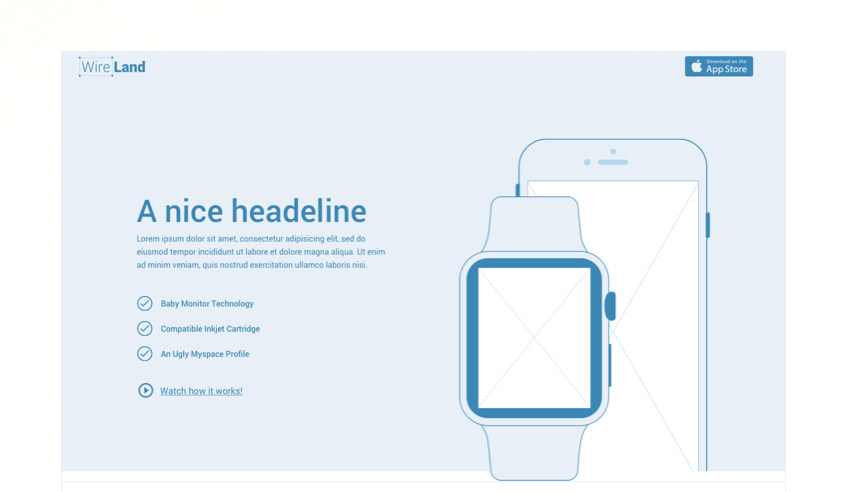 Wire Land
Download on the
App Store
A nice headeline
Lorem ipsum dolor sit amet, consectetur adipisicing elit, sed do
eiusmod tempor incididunt ut labore et dolore magna aliqua. Ut enim
ad minim veniam, quis nostrud exercitation ullamco laboris nisi.
Baby Monitor Technology
Compatible Inkjet Cartridge
An Ugly Myspace Profile
Watch how it works!